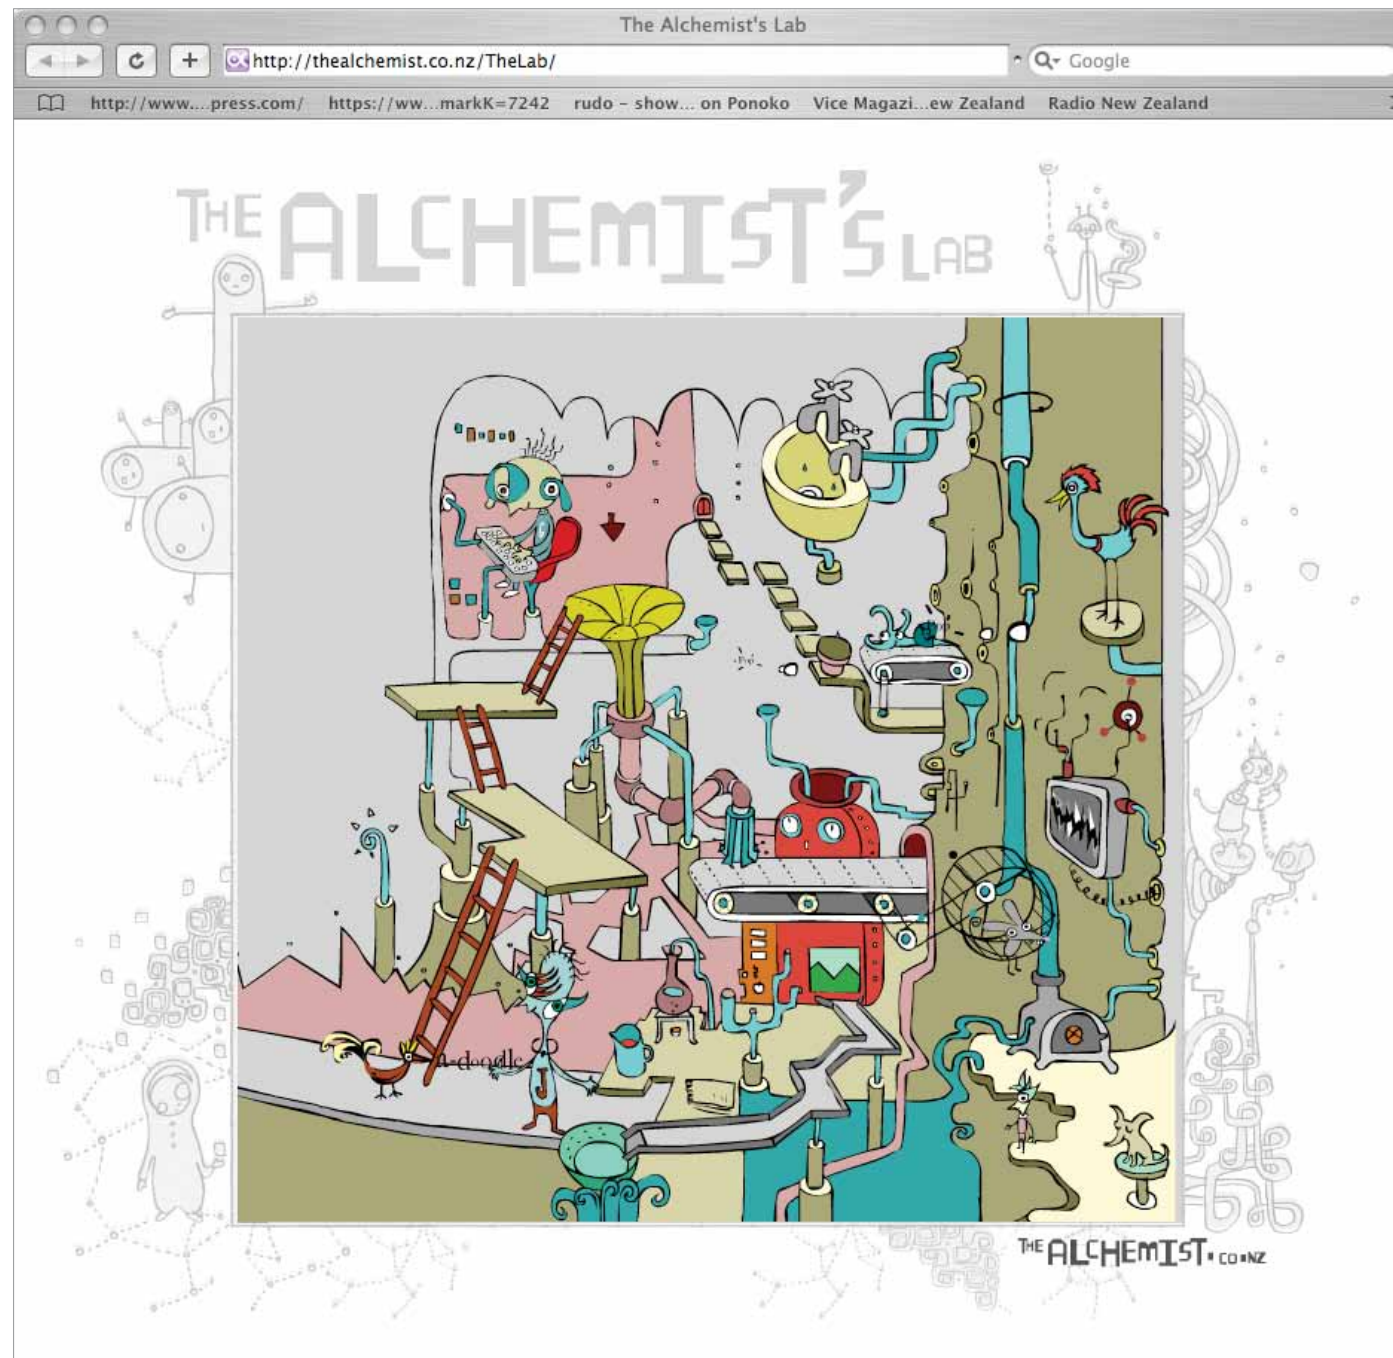 The Alchemist's Lab
http://thealchemist.co.nz/TheLab/
Google
http://www....press.com/ https://ww...markK=7242 rudo – show... on Ponoko Vice Magazi...ew Zealand Radio New Zealand
THE ALCHEMIST'S LAB
a-doodle
J
THE ALCHEMIST.CO.NZ